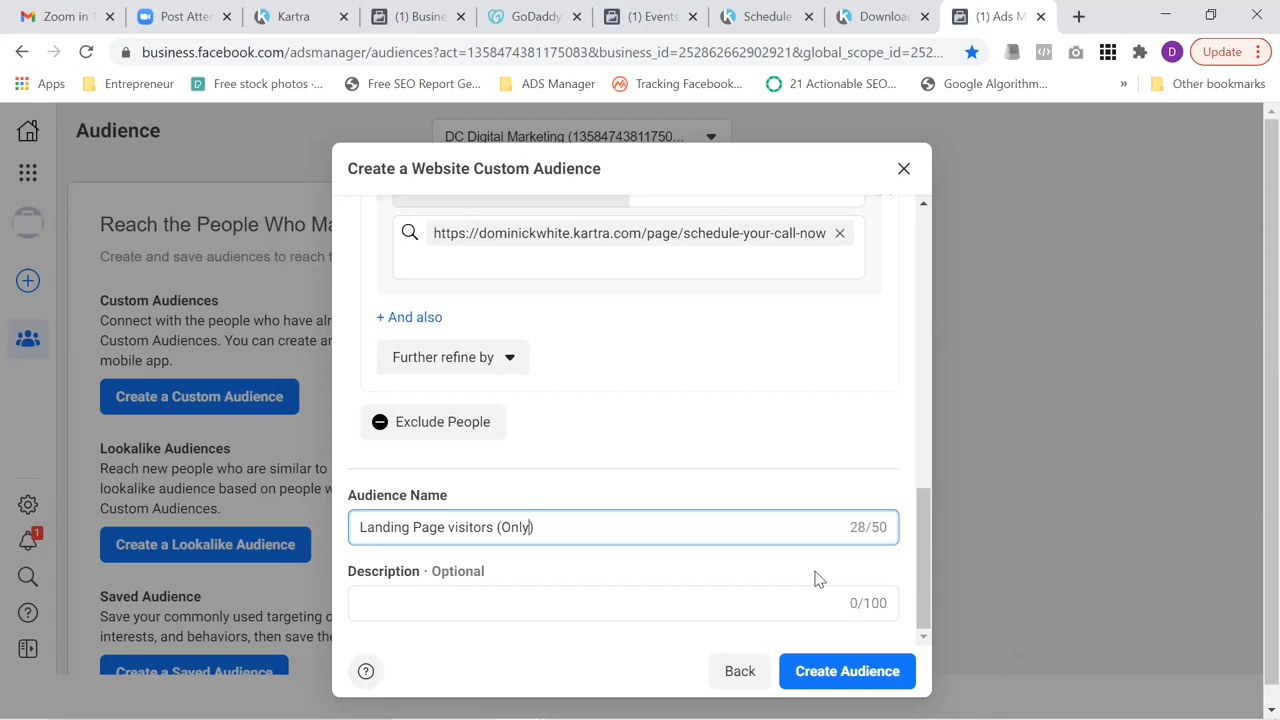 Zoom in
Post Atter
Kartra
(1) Busine
GoDaddy
(1) Events
Schedule
Download
(1) Ads M
business.facebook.com/adsmanager/audiences?act=1358474381175083&business_id=252862662902921&global_scope_id=252...
D
Update
Apps
Entrepreneur
Free stock photos · ...
Free SEO Report Ge...
ADS Manager
Tracking Facebook...
21 Actionable SEO...
Google Algorithm...
»
Other bookmarks
Audience
DC Digital Marketing (13584743811750...
Create a Website Custom Audience
Reach the People Who Ma
Create and save audiences to reach t
https://dominickwhite.kartra.com/page/schedule-your-call-now
Custom Audiences
Connect with the people who have alr
Custom Audiences. You can create an
mobile app.
Create a Custom Audience
+ And also
Further refine by
Exclude People
Lookalike Audiences
Reach new people who are similar to
lookalike audience based on people w
Custom Audiences.
Create a Lookalike Audience
Audience Name
Landing Page visitors (Only)
28/50
Description · Optional
0/100
Saved Audience
Save your commonly used targeting o
interests, and behaviors, then save the
Create a Saved Audience
1
Back
Create Audience